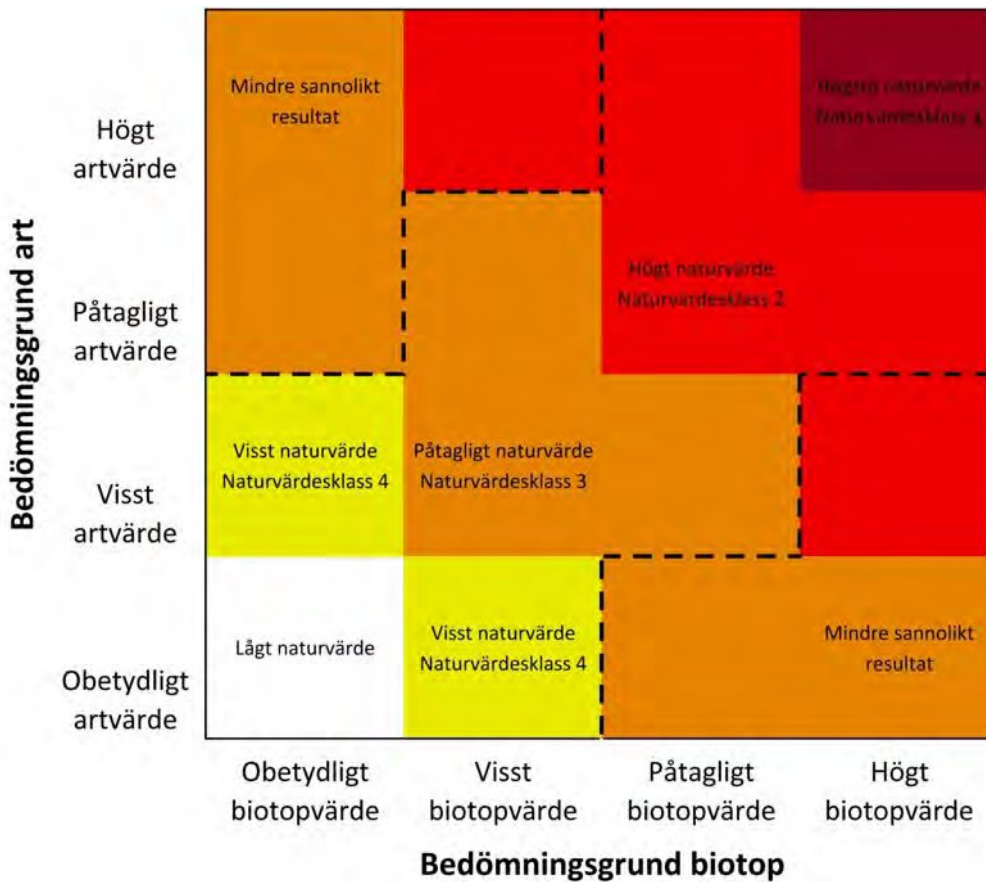 Bedömningsgrund art
Högt
artvärde
Påtagligt
artvärde
Visst
artvärde
Obetydligt
artvärde
Mindre sannolikt
resultat
Högsta naturvärde
Naturvärdesklass 1
Högt naturvärde
Naturvärdesklass 2
Visst naturvärde
Naturvärdesklass 4
Påtagligt naturvärde
Naturvärdesklass 3
Lågt naturvärde
Visst naturvärde
Naturvärdesklass 4
Mindre sannolikt
resultat
Obetydligt
biotopvärde
Visst
biotopvärde
Påtagligt
biotopvärde
Högt
biotopvärde
Bedömningsgrund biotop